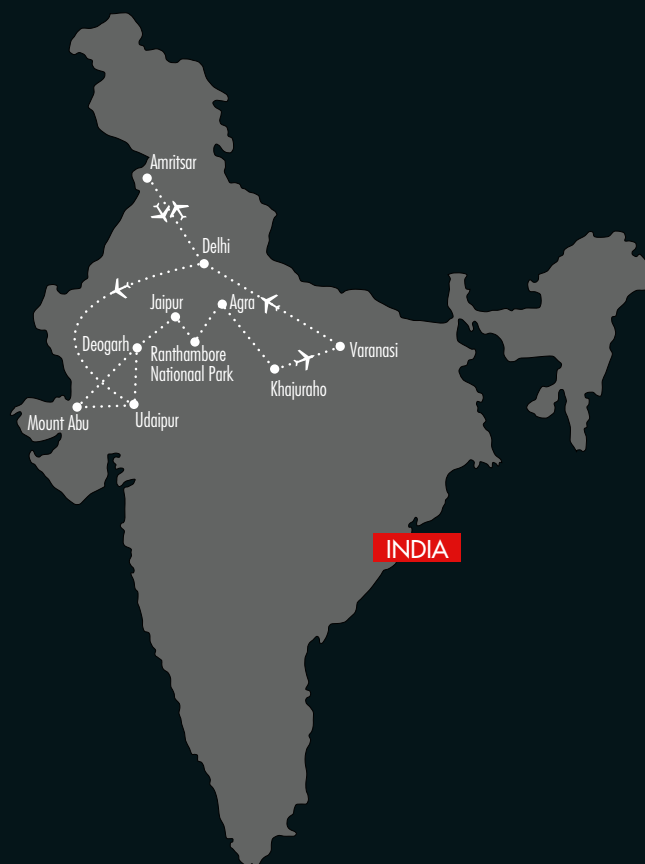 Amritsar
Delhi
Jaipur
Agra
Deogarh
Ranthambore
Nationaal Park
Varanasi
Khajuraho
Mount Abu
Udaipur
INDIA